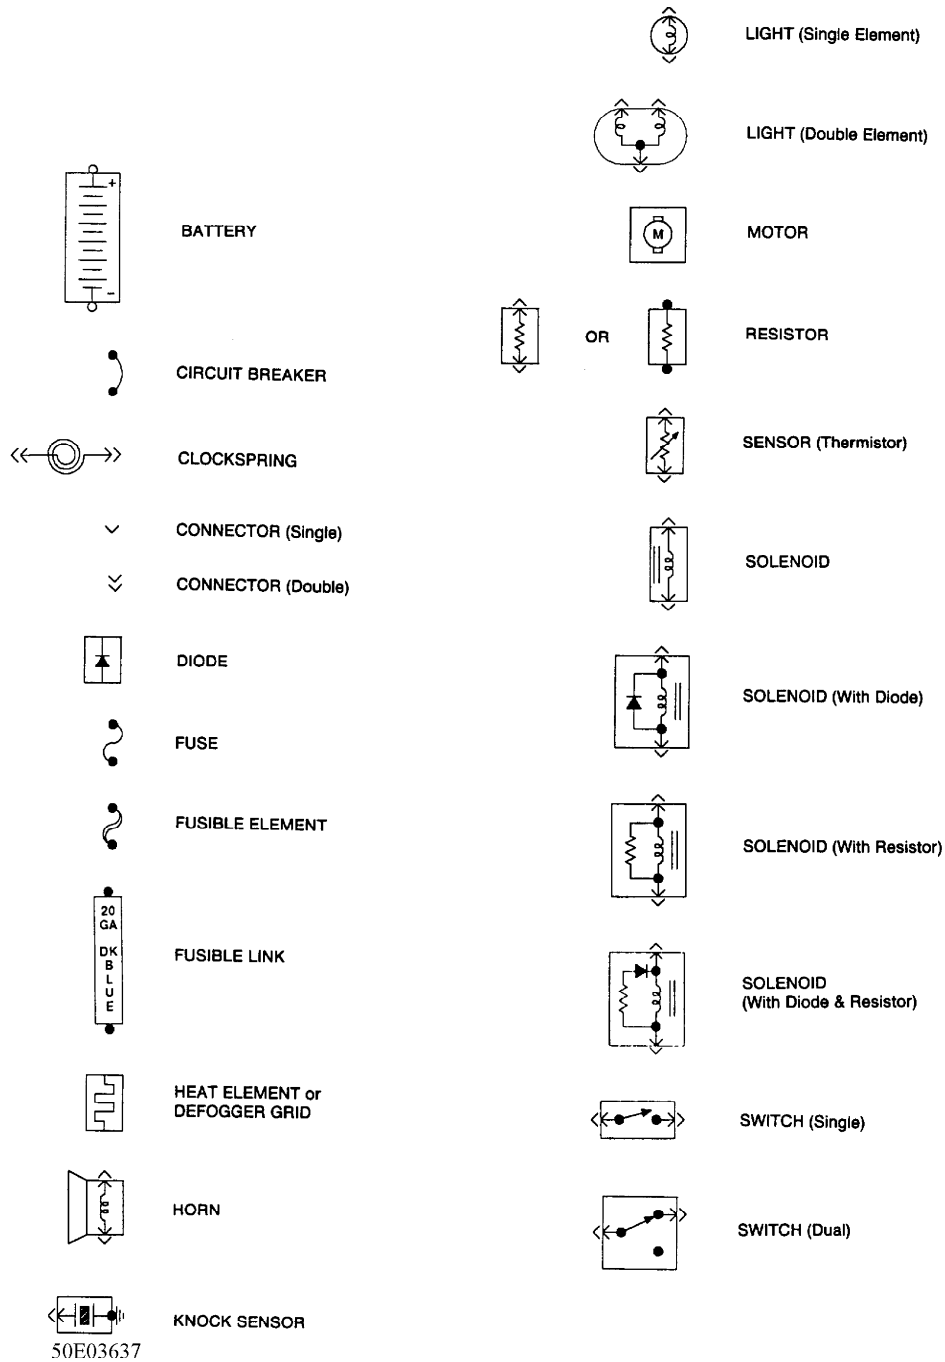 BATTERY
+
-
CIRCUIT BREAKER
CLOCKSPRING
CONNECTOR (Single)
CONNECTOR (Double)
DIODE
FUSE
FUSIBLE ELEMENT
20
GA
DK
B
L
U
E
FUSIBLE LINK
HEAT ELEMENT or
DEFOGGER GRID
HORN
KNOCK SENSOR
50E03637
LIGHT (Single Element)
LIGHT (Double Element)
M
MOTOR
OR
RESISTOR
SENSOR (Thermistor)
SOLENOID
SOLENOID (With Diode)
SOLENOID (With Resistor)
SOLENOID
(With Diode & Resistor)
SWITCH (Single)
SWITCH (Dual)